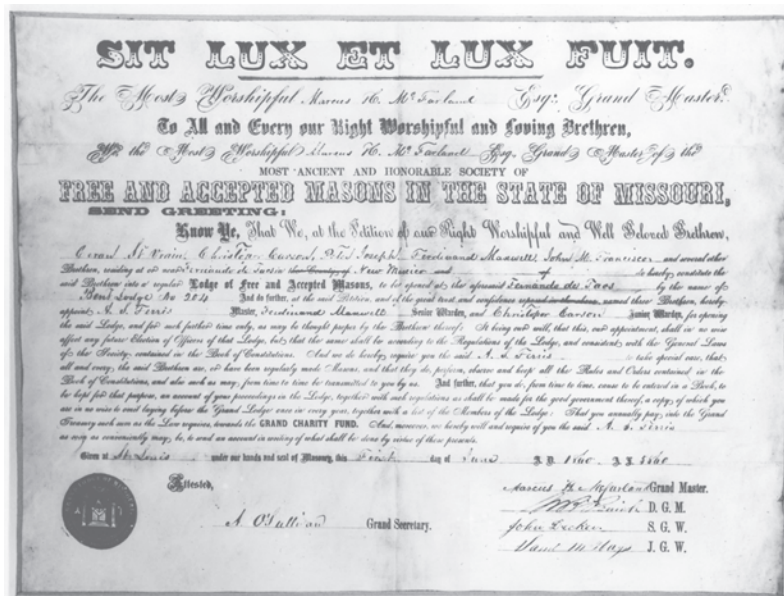 SIT LUX ET LUX FUIT.
The Most Worshipful Marcus H. McFarland Esq: Grand Master.
To All and Every our Right Worshipful and Loving Brethren,
We the Most Worshipful Marcus H. McFarland Esq. Grand Master of the
MOST ANCIENT AND HONORABLE SOCIETY OF
FREE AND ACCEPTED MASONS IN THE STATE OF MISSOURI,
SEND GREETING:
Know Ye, That We, at the Petition of our Right Worshipful and Well Beloved Brethren,
Ceran St Vrain, Christopher Carson, Peter Joseph Ferdinand Maxwell, John M. Francisco and several other
Brethren, residing at or near Fernando de Taos in the County of New Mexico and of do hereby constitute the
said Brethren into a regular Lodge of Free and Accepted Masons, to be opened at the aforesaid Fernando de Taos by the name of
Bent Lodge No 204 And do further, at the said Petition, and of the great trust and confidence reposed in the above named three Brethren, hereby
appoint A. S. Ferris Master, Ferdinand Maxwell Senior Warden, and Christopher Carson Junior Warden, for opening
the said Lodge, and for such further time only, as may be thought proper by the Brethren thereof: It being our will, that this, our appointment, shall in no wise
affect any future Election of Officers of that Lodge, but that the same shall be according to the Regulations of the Lodge, and consistent with the General Laws
of the Society, contained in the Book of Constitutions. And we do hereby require you the said A. S. Ferris to take special care, that
all and every, the said Brethren are, or have been regularly made Masons, and that they do, perform, observe and keep all the Rules and Orders contained in the
Book of Constitutions, and also such as may, from time to time be transmitted to you by us. And further, that you do, from time to time, cause to be entered in a Book, to
be kept for that purpose, an account of your proceedings in the Lodge, together with such regulations as shall be made for the good government thereof, a copy of which you
are in no wise to omit laying before the Grand Lodge once in every year, together with a list of the Members of the Lodge: That you annually pay, into the Grand
Treasury such sum as the Law requires, towards the GRAND CHARITY FUND. And, moreover, we hereby will and require of you the said A. S. Ferris
as soon as conveniently may, be, to send an account in writing of what shall be done by virtue of these presents.
Given at St. Louis under our hands and seal of Masonry, this First day of June A. D. 1860. A. L. 5860
Attested,
A O'Sullivan Grand Secretary.
Marcus H. McFarland Grand Master.
D. G. M.
John Decker S. G. W.
J. G. W.